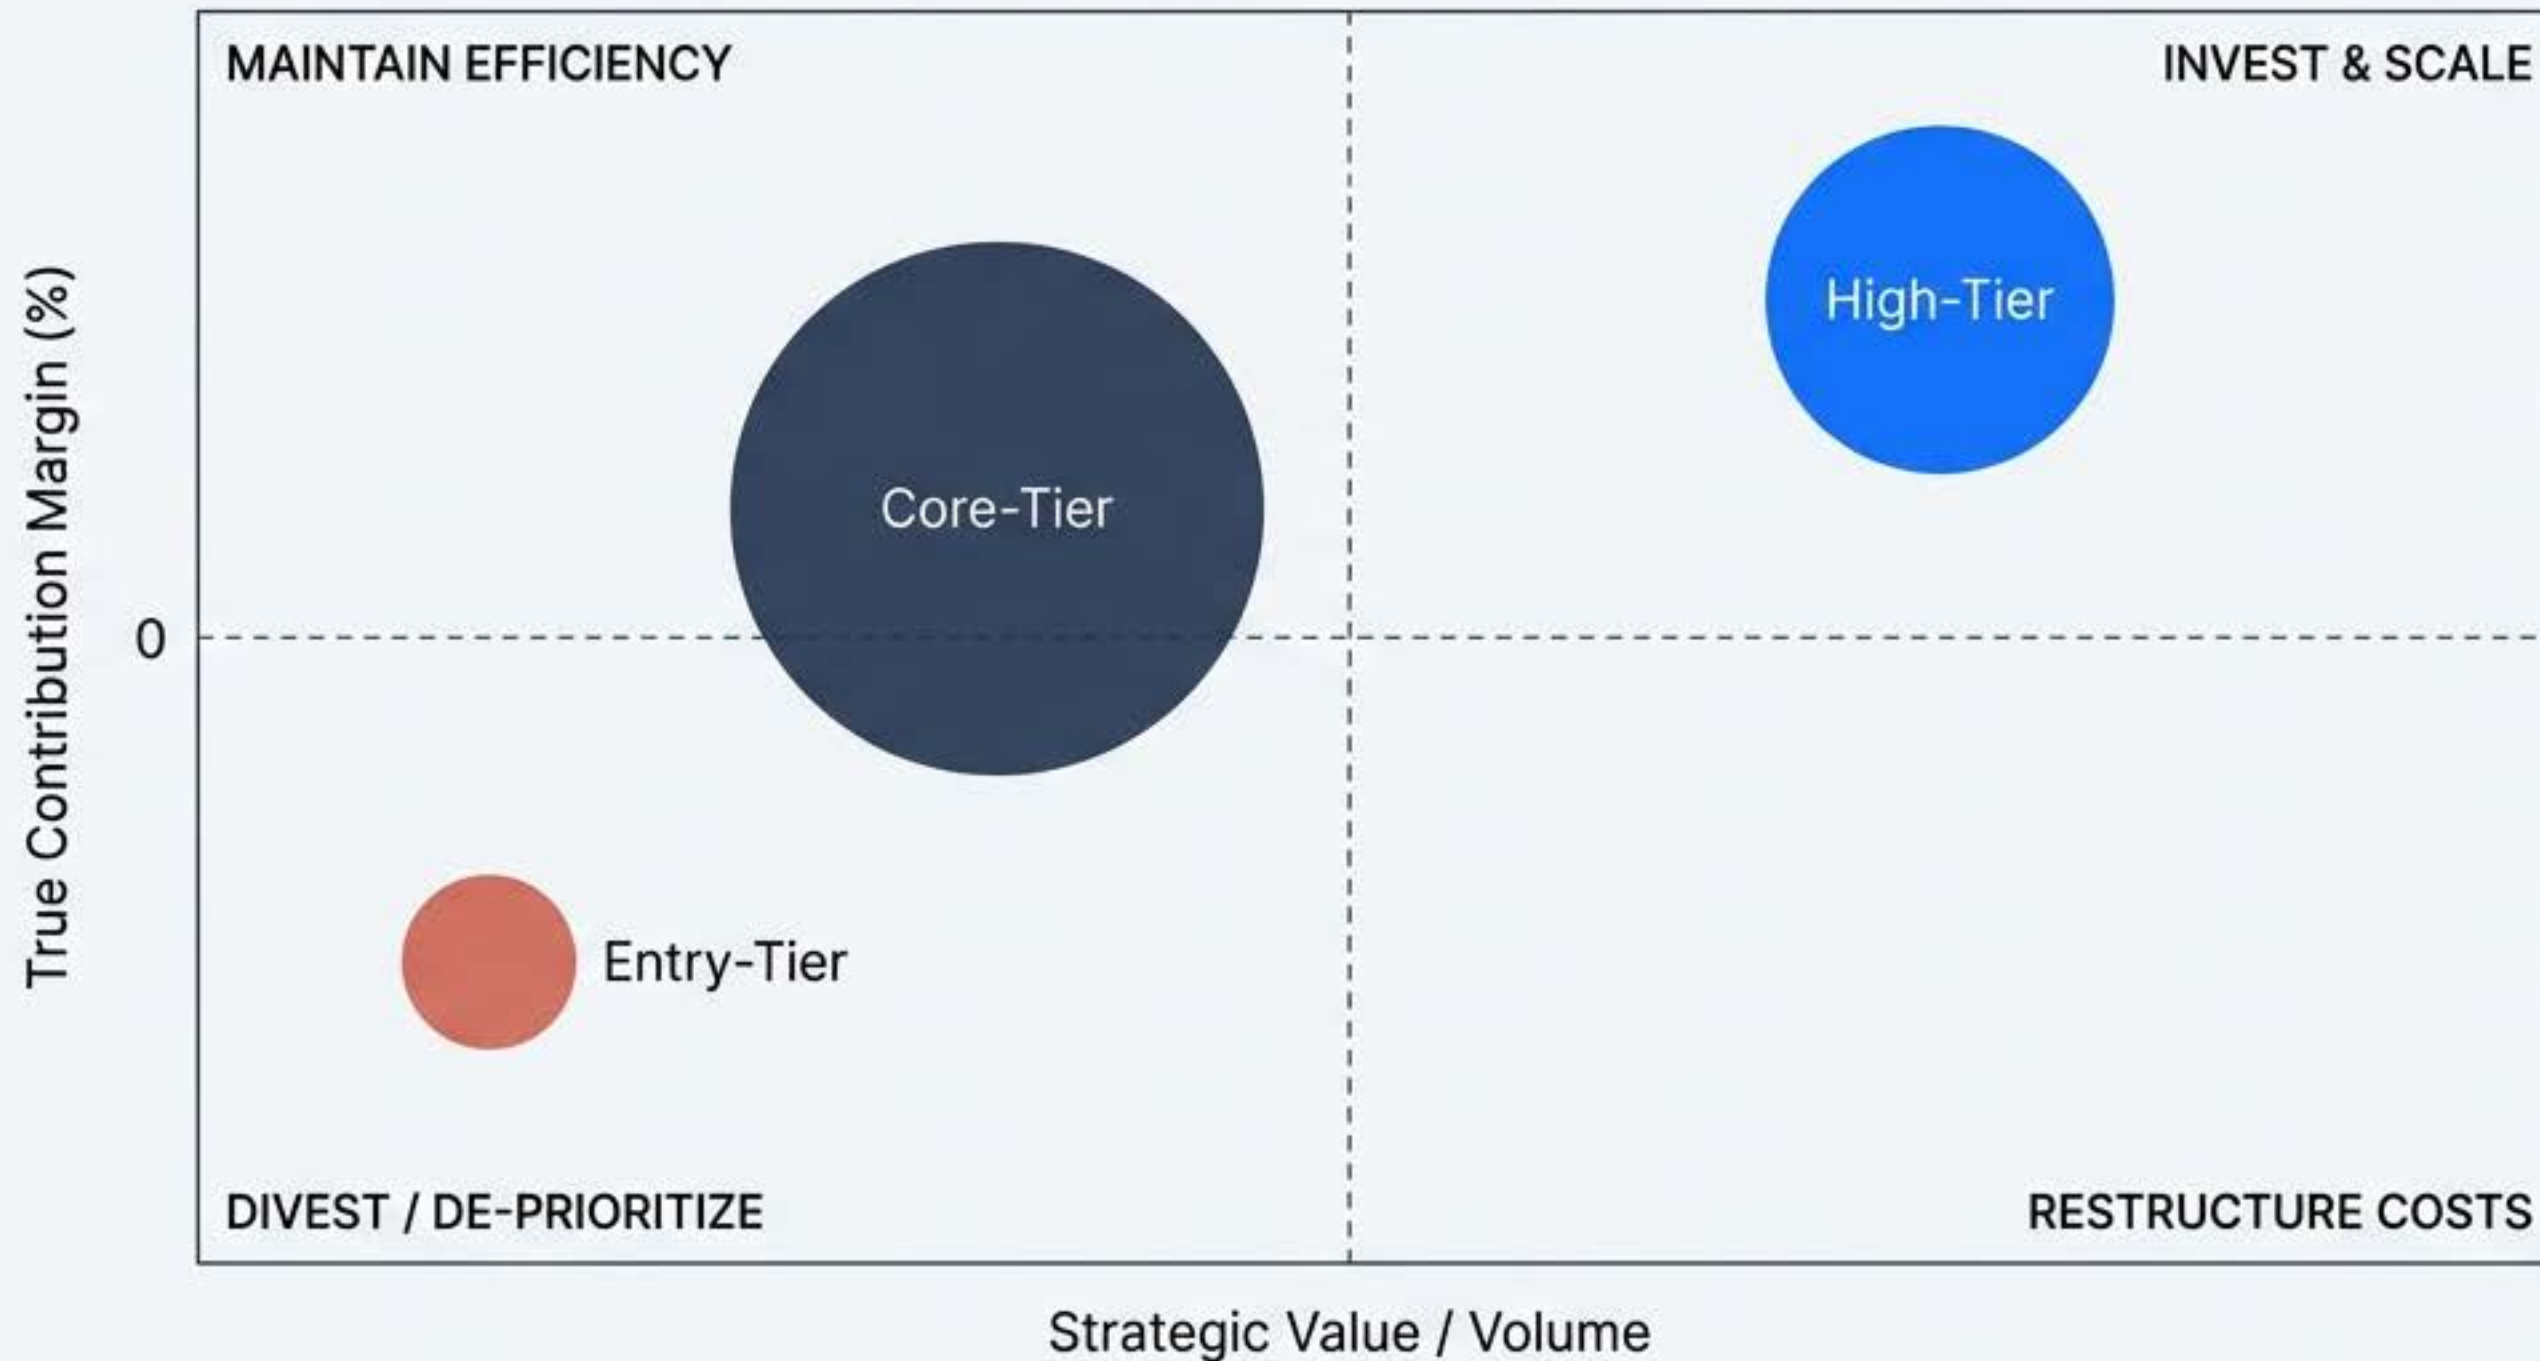 MAINTAIN EFFICIENCY
INVEST & SCALE
High-Tier
Core-Tier
True Contribution Margin (%)
0
Entry-Tier
DIVEST / DE-PRIORITIZE
RESTRUCTURE COSTS
Strategic Value / Volume